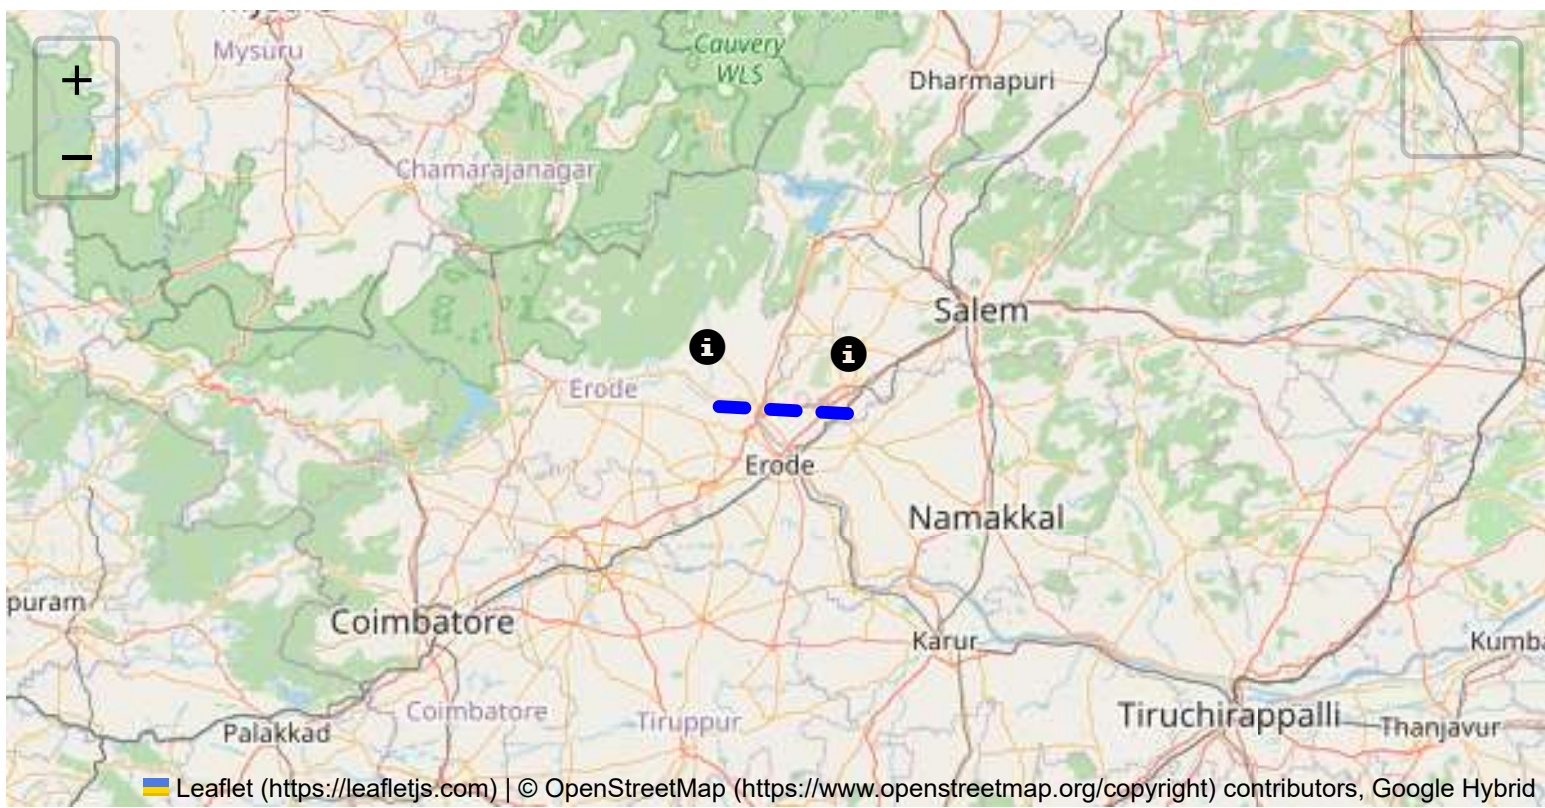 Mysuru
Cauvery
WLS
Dharmapuri
+
−
Chamarajanagar
Salem
i
i
Erode
Erode
Namakkal
puram
Coimbatore
Karur
Kumba
Coimbatore
Tiruppur
Tiruchirappalli
Thanjavur
Palakkad
Leaflet (https://leafletjs.com) | © OpenStreetMap (https://www.openstreetmap.org/copyright) contributors, Google Hybrid